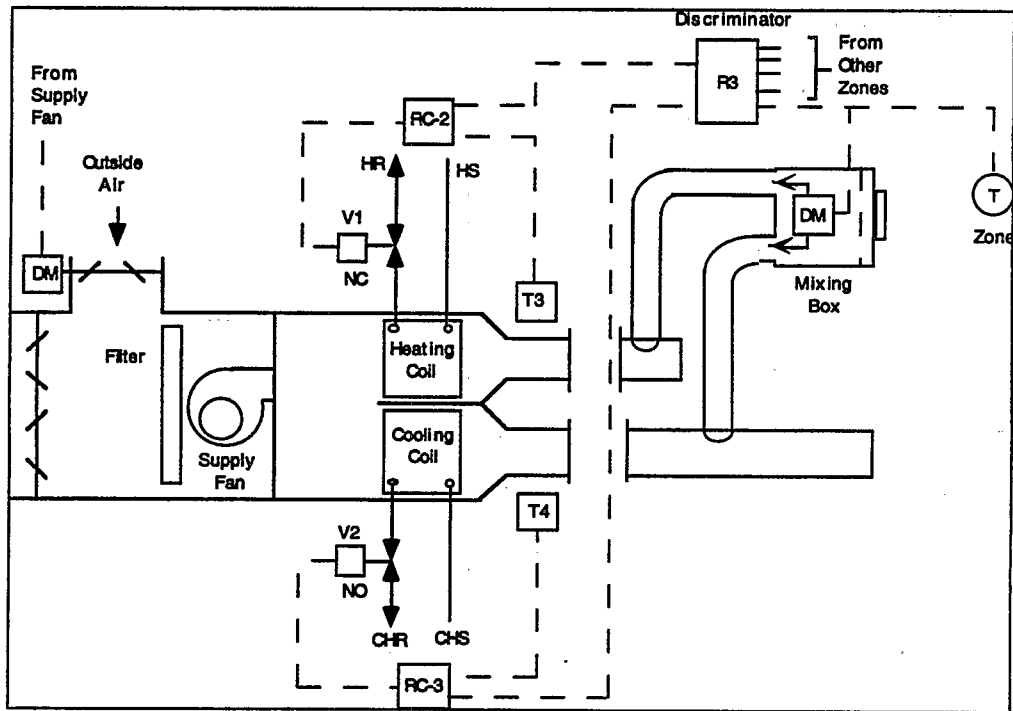 Discriminator
From
Supply
Fan
R3
From
Other
Zones
RC-2
Outside
Air
HR
HS
T
V1
DM
Zone
DM
NC
Mixing
Box
T3
Filter
Heating
Coil
Cooling
Coil
Supply
Fan
T4
V2
NO
CHR
CHS
RC-3